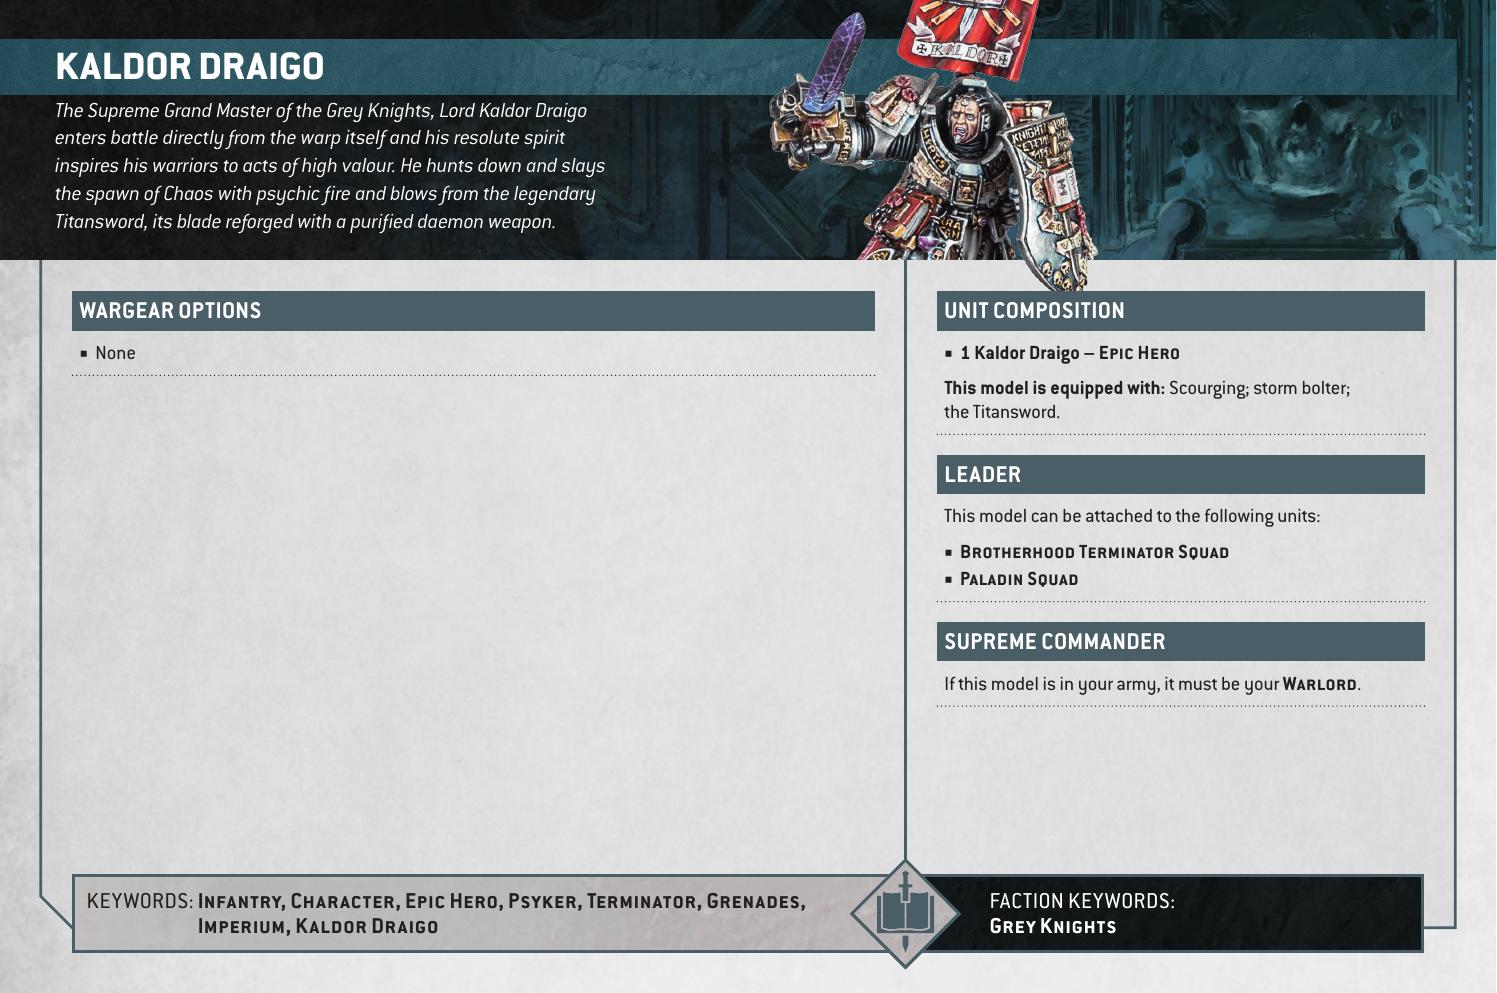 KALDOR DRAIGO
The Supreme Grand Master of the Grey Knights, Lord Kaldor Draigo
enters battle directly from the warp itself and his resolute spirit
inspires his warriors to acts of high valour. He hunts down and slays
the spawn of Chaos with psychic fire and blows from the legendary
Titansword, its blade reforged with a purified daemon weapon.
KALDOR
WARGEAR OPTIONS
▪ None
UNIT COMPOSITION
▪ 1 Kaldor Draigo – Epic Hero
This model is equipped with: Scourging; storm bolter;
the Titansword.
LEADER
This model can be attached to the following units:
▪ Brotherhood Terminator Squad
▪ Paladin Squad
SUPREME COMMANDER
If this model is in your army, it must be your Warlord.
KEYWORDS: Infantry, Character, Epic Hero, Psyker, Terminator, Grenades,
Imperium, Kaldor Draigo
FACTION KEYWORDS:
Grey Knights